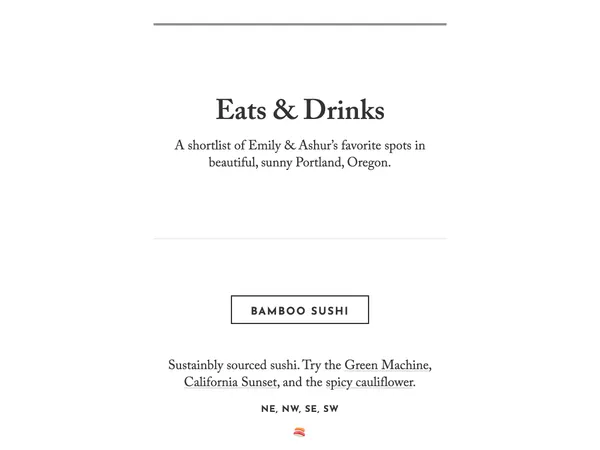 Eats & Drinks
A shortlist of Emily & Ashur’s favorite spots in
beautiful, sunny Portland, Oregon.
BAMBOO SUSHI
Sustainbly sourced sushi. Try the Green Machine,
California Sunset, and the spicy cauliflower.
NE, NW, SE, SW